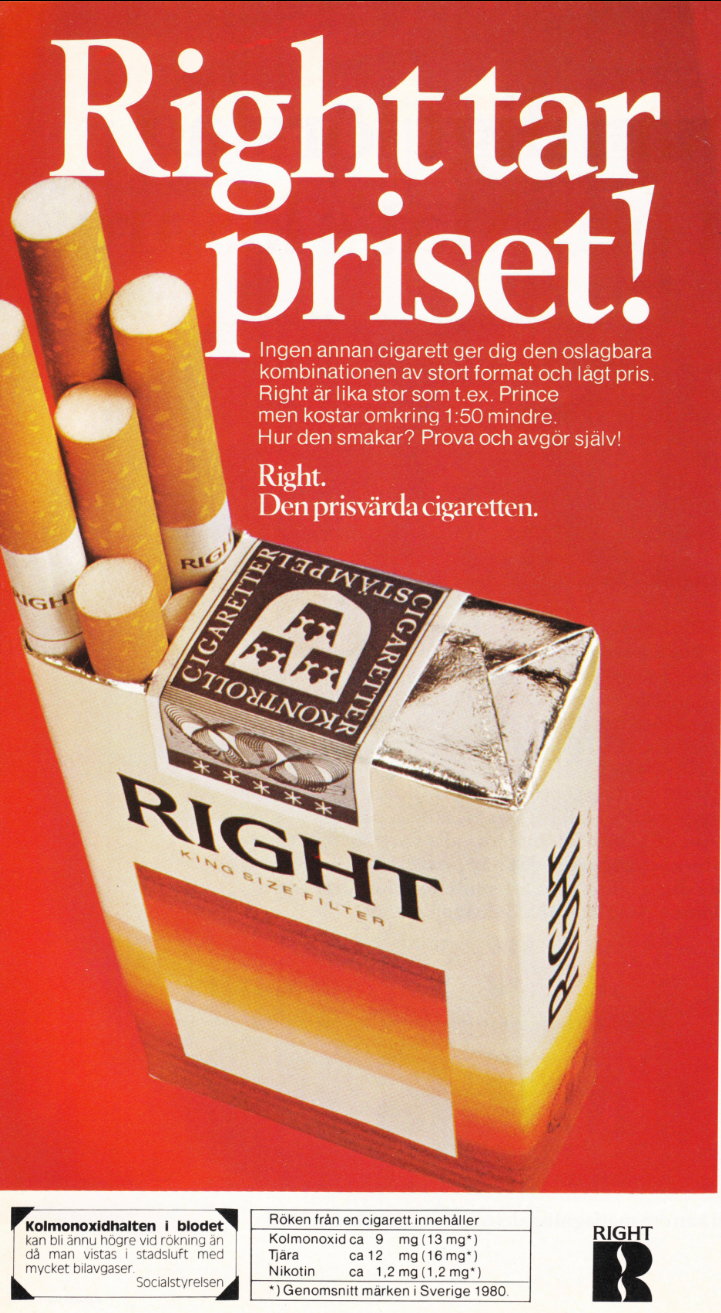 Right tar
priset!
Ingen annan cigarett ger dig den oslagbara
kombinationen av stort format och lågt pris.
Right är lika stor som t.ex. Prince
men kostar omkring 1:50 mindre.
Hur den smakar? Prova och avgör själv!
Right.
Den prisvärda cigaretten.
RIGH
IGH
CIGARETTER
STÄMPEL
CIGARETTER
KONTROLL
*****
RIGHT
KING SIZE FILTER
RIGHT
Kolmonoxidhalten i blodet
kan bli ännu högre vid rökning än
då man vistas i stadsluft med
mycket bilavgaser.
Socialstyrelsen
Röken från en cigarett innehåller
Kolmonoxid ca 9 mg (13 mg*)
Tjära ca 12 mg (16 mg*)
Nikotin ca 1,2 mg (1,2 mg*)
*) Genomsnitt märken i Sverige 1980.
RIGHT
R